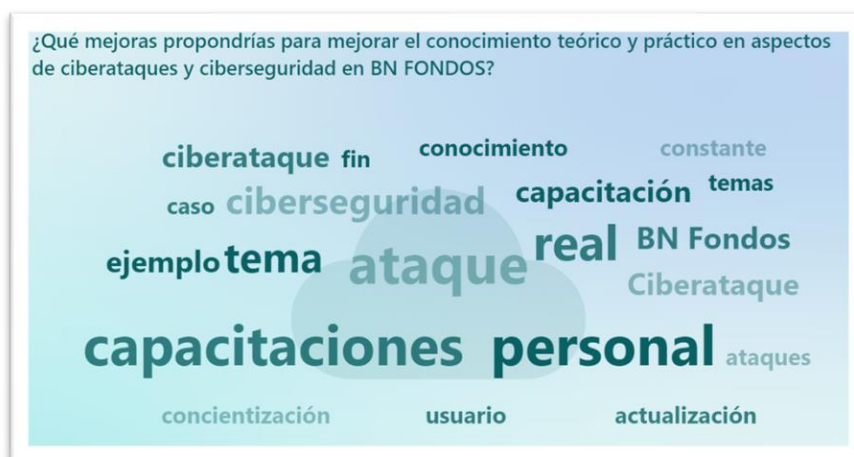 ¿Qué mejoras propondrías para mejorar el conocimiento teórico y práctico en aspectos
de ciberataques y ciberseguridad en BN FONDOS?
ciberataque fin conocimiento constante
caso ciberseguridad capacitación temas
ejemplo tema ataque real BN Fondos
Ciberataque
capacitaciones personal ataques
concientización usuario actualización